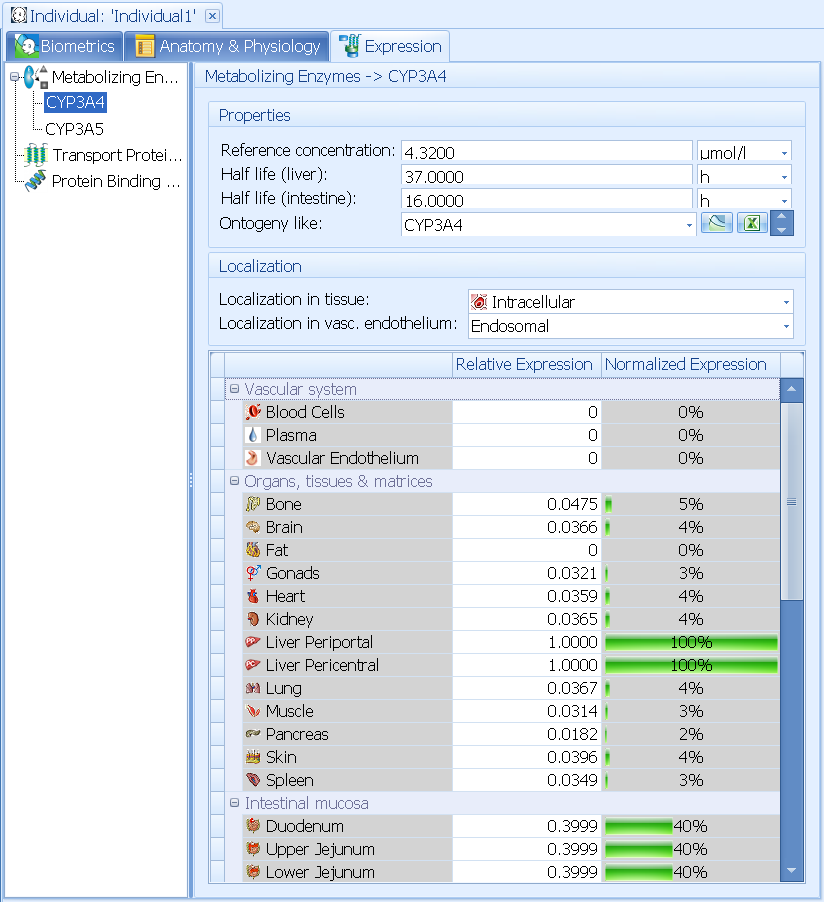 Individual: 'Individual1'
Biometrics Anatomy & Physiology Expression
Metabolizing En...
CYP3A4
CYP3A5
Transport Protei...
Protein Binding ...
Metabolizing Enzymes -> CYP3A4
Properties
Reference concentration: 4.3200 µmol/l
Half life (liver): 37.0000 h
Half life (intestine): 16.0000 h
Ontogeny like: CYP3A4
Localization
Localization in tissue: Intracellular
Localization in vasc. endothelium: Endosomal
Relative Expression Normalized Expression
Vascular system
Blood Cells 0 0%
Plasma 0 0%
Vascular Endothelium 0 0%
Organs, tissues & matrices
Bone 0.0475 5%
Brain 0.0366 4%
Fat 0 0%
Gonads 0.0321 3%
Heart 0.0359 4%
Kidney 0.0365 4%
Liver Periportal 1.0000 100%
Liver Pericentral 1.0000 100%
Lung 0.0367 4%
Muscle 0.0314 3%
Pancreas 0.0182 2%
Skin 0.0396 4%
Spleen 0.0349 3%
Intestinal mucosa
Duodenum 0.3999 40%
Upper Jejunum 0.3999 40%
Lower Jejunum 0.3999 40%